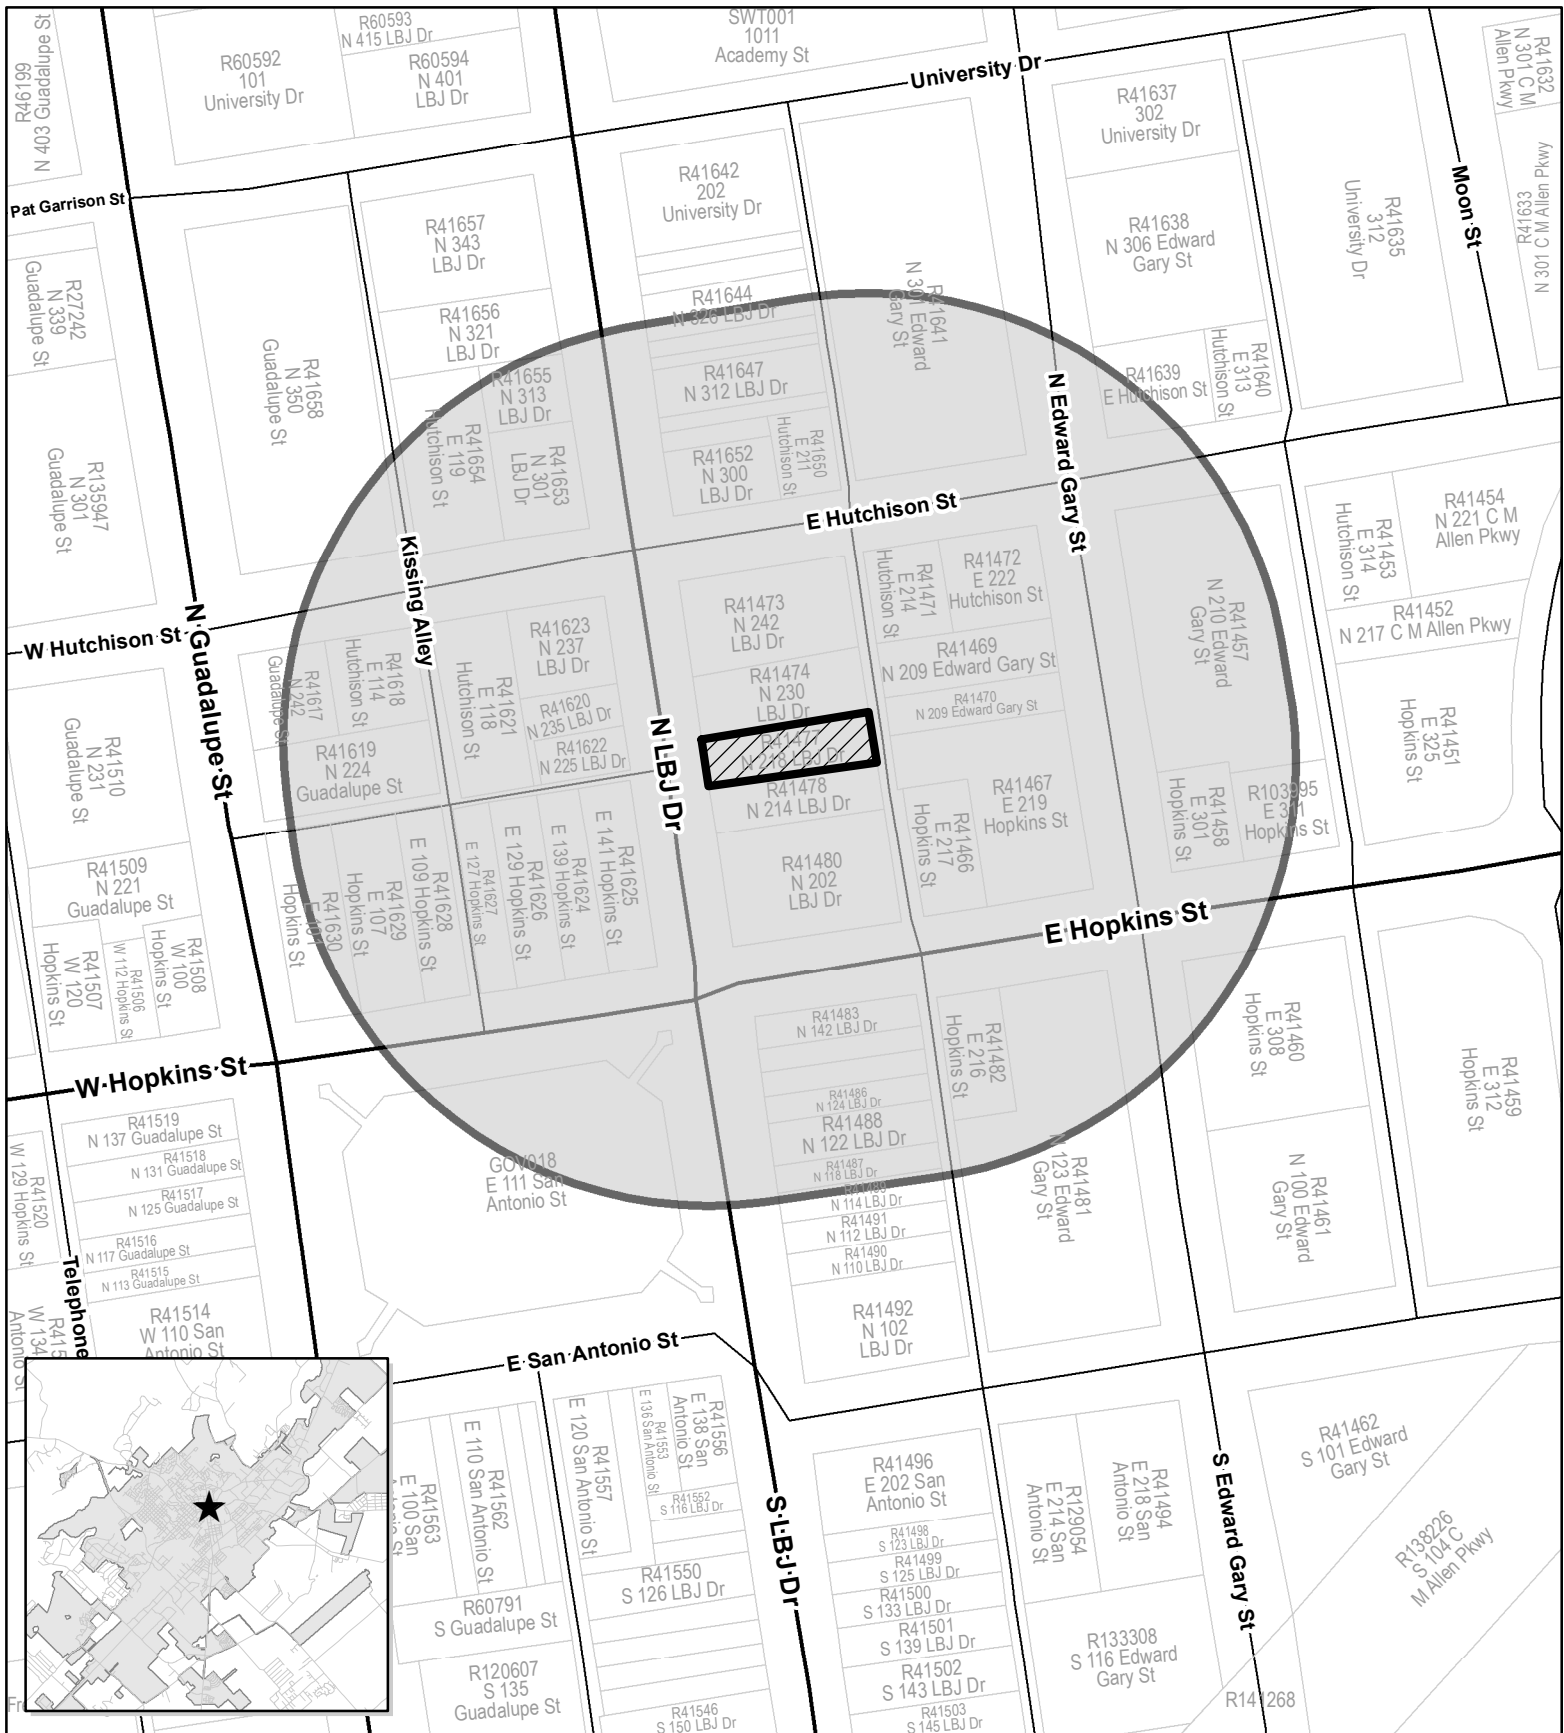 R46199
N 403 Guadalupe St
R60592
101
University Dr
R60593
N 415 LBJ Dr
R60594
N 401
LBJ Dr
SWT001
1011
Academy St
University Dr
R41637
302
University Dr
R41632
N 301 C M
Allen Pkwy
R41633
N 301 C M Allen Pkwy
Pat Garrison St
R41657
N 343
LBJ Dr
R41642
202
University Dr
R41638
N 306 Edward
Gary St
R41635
312
University Dr
Moon St
R27242
N 339
Guadalupe St
R41658
N 350
Guadalupe St
R41656
N 321
LBJ Dr
R41644
N 326 LBJ Dr
R41641
N 301 Edward
Gary St
R41655
N 313
LBJ Dr
R41647
N 312 LBJ Dr
N Edward Gary St
R41639
E Hutchison St
R41640
E 313
Hutchison St
R135947
N 301
Guadalupe St
R41654
E 119
Hutchison St
R41653
N 301
LBJ Dr
R41652
N 300
LBJ Dr
R41650
E 211
Hutchison St
E Hutchison St
R41453
E 314
Hutchison St
R41454
N 221 C M
Allen Pkwy
Kissing Alley
R41473
N 242
LBJ Dr
R41471
E 214
Hutchison St
R41472
E 222
Hutchison St
R41457
N 210 Edward
Gary St
R41452
N 217 C M Allen Pkwy
W Hutchison St
N Guadalupe St
R41617
N 242
Guadalupe St
R41618
E 114
Hutchison St
R41621
E 118
Hutchison St
R41623
N 237
LBJ Dr
R41620
N 235 LBJ Dr
R41622
N 225 LBJ Dr
R41474
N 230
LBJ Dr
R41469
N 209 Edward Gary St
R41470
N 209 Edward Gary St
R41510
N 231
Guadalupe St
R41619
N 224
Guadalupe St
N LBJ Dr
R41477
N 218 LBJ Dr
R41478
N 214 LBJ Dr
R41467
E 219
Hopkins St
R41466
E 217
Hopkins St
R41458
E 301
Hopkins St
R103995
E 311
Hopkins St
R41451
E 325
Hopkins St
R41509
N 221
Guadalupe St
R41630
E 101
Hopkins St
R41629
E 107
Hopkins St
R41628
E 109 Hopkins St
R41627
E 127 Hopkins St
R41626
E 129 Hopkins St
R41624
E 139 Hopkins St
R41625
E 141 Hopkins St
R41480
N 202
LBJ Dr
E Hopkins St
R41507
W 120
Hopkins St
R41506
W 112 Hopkins St
R41508
W 100
Hopkins St
R41483
N 142 LBJ Dr
R41482
E 216
Hopkins St
R41460
E 308
Hopkins St
R41459
E 312
Hopkins St
W Hopkins St
R41519
N 137 Guadalupe St
R41518
N 131 Guadalupe St
R41517
N 125 Guadalupe St
R41516
N 117 Guadalupe St
R41515
N 113 Guadalupe St
R41514
W 110 San
Antonio St
R41520
W 129 Hopkins St
Telephone
R415
W 134
Antonio St
GOV018
E 111 San
Antonio St
R41486
N 124 LBJ Dr
R41488
N 122 LBJ Dr
R41487
N 118 LBJ Dr
R41489
N 114 LBJ Dr
R41491
N 112 LBJ Dr
R41490
N 110 LBJ Dr
R41492
N 102
LBJ Dr
R41481
N 123 Edward
Gary St
R41461
N 100 Edward
Gary St
E San Antonio St
R41563
E 100 San
R41562
E 110 San Antonio St
R41557
E 120 San Antonio St
R41553
E 136 San Antonio St
R41556
E 138 San
Antonio St
R41552
S 116 LBJ Dr
R41550
S 126 LBJ Dr
S LBJ Dr
R41496
E 202 San
Antonio St
R41498
S 123 LBJ Dr
R41499
S 125 LBJ Dr
R41500
S 133 LBJ Dr
R41501
S 139 LBJ Dr
R41502
S 143 LBJ Dr
R41503
S 145 LBJ Dr
R129054
E 214 San
Antonio St
R41494
E 218 San
Antonio St
S Edward Gary St
R41462
S 101 Edward
Gary St
R138226
S 104 C
M Allen Pkwy
R60791
S Guadalupe St
R120607
S 135
Guadalupe St
R41546
S 150 LBJ Dr
R133308
S 116 Edward
Gary St
R141268